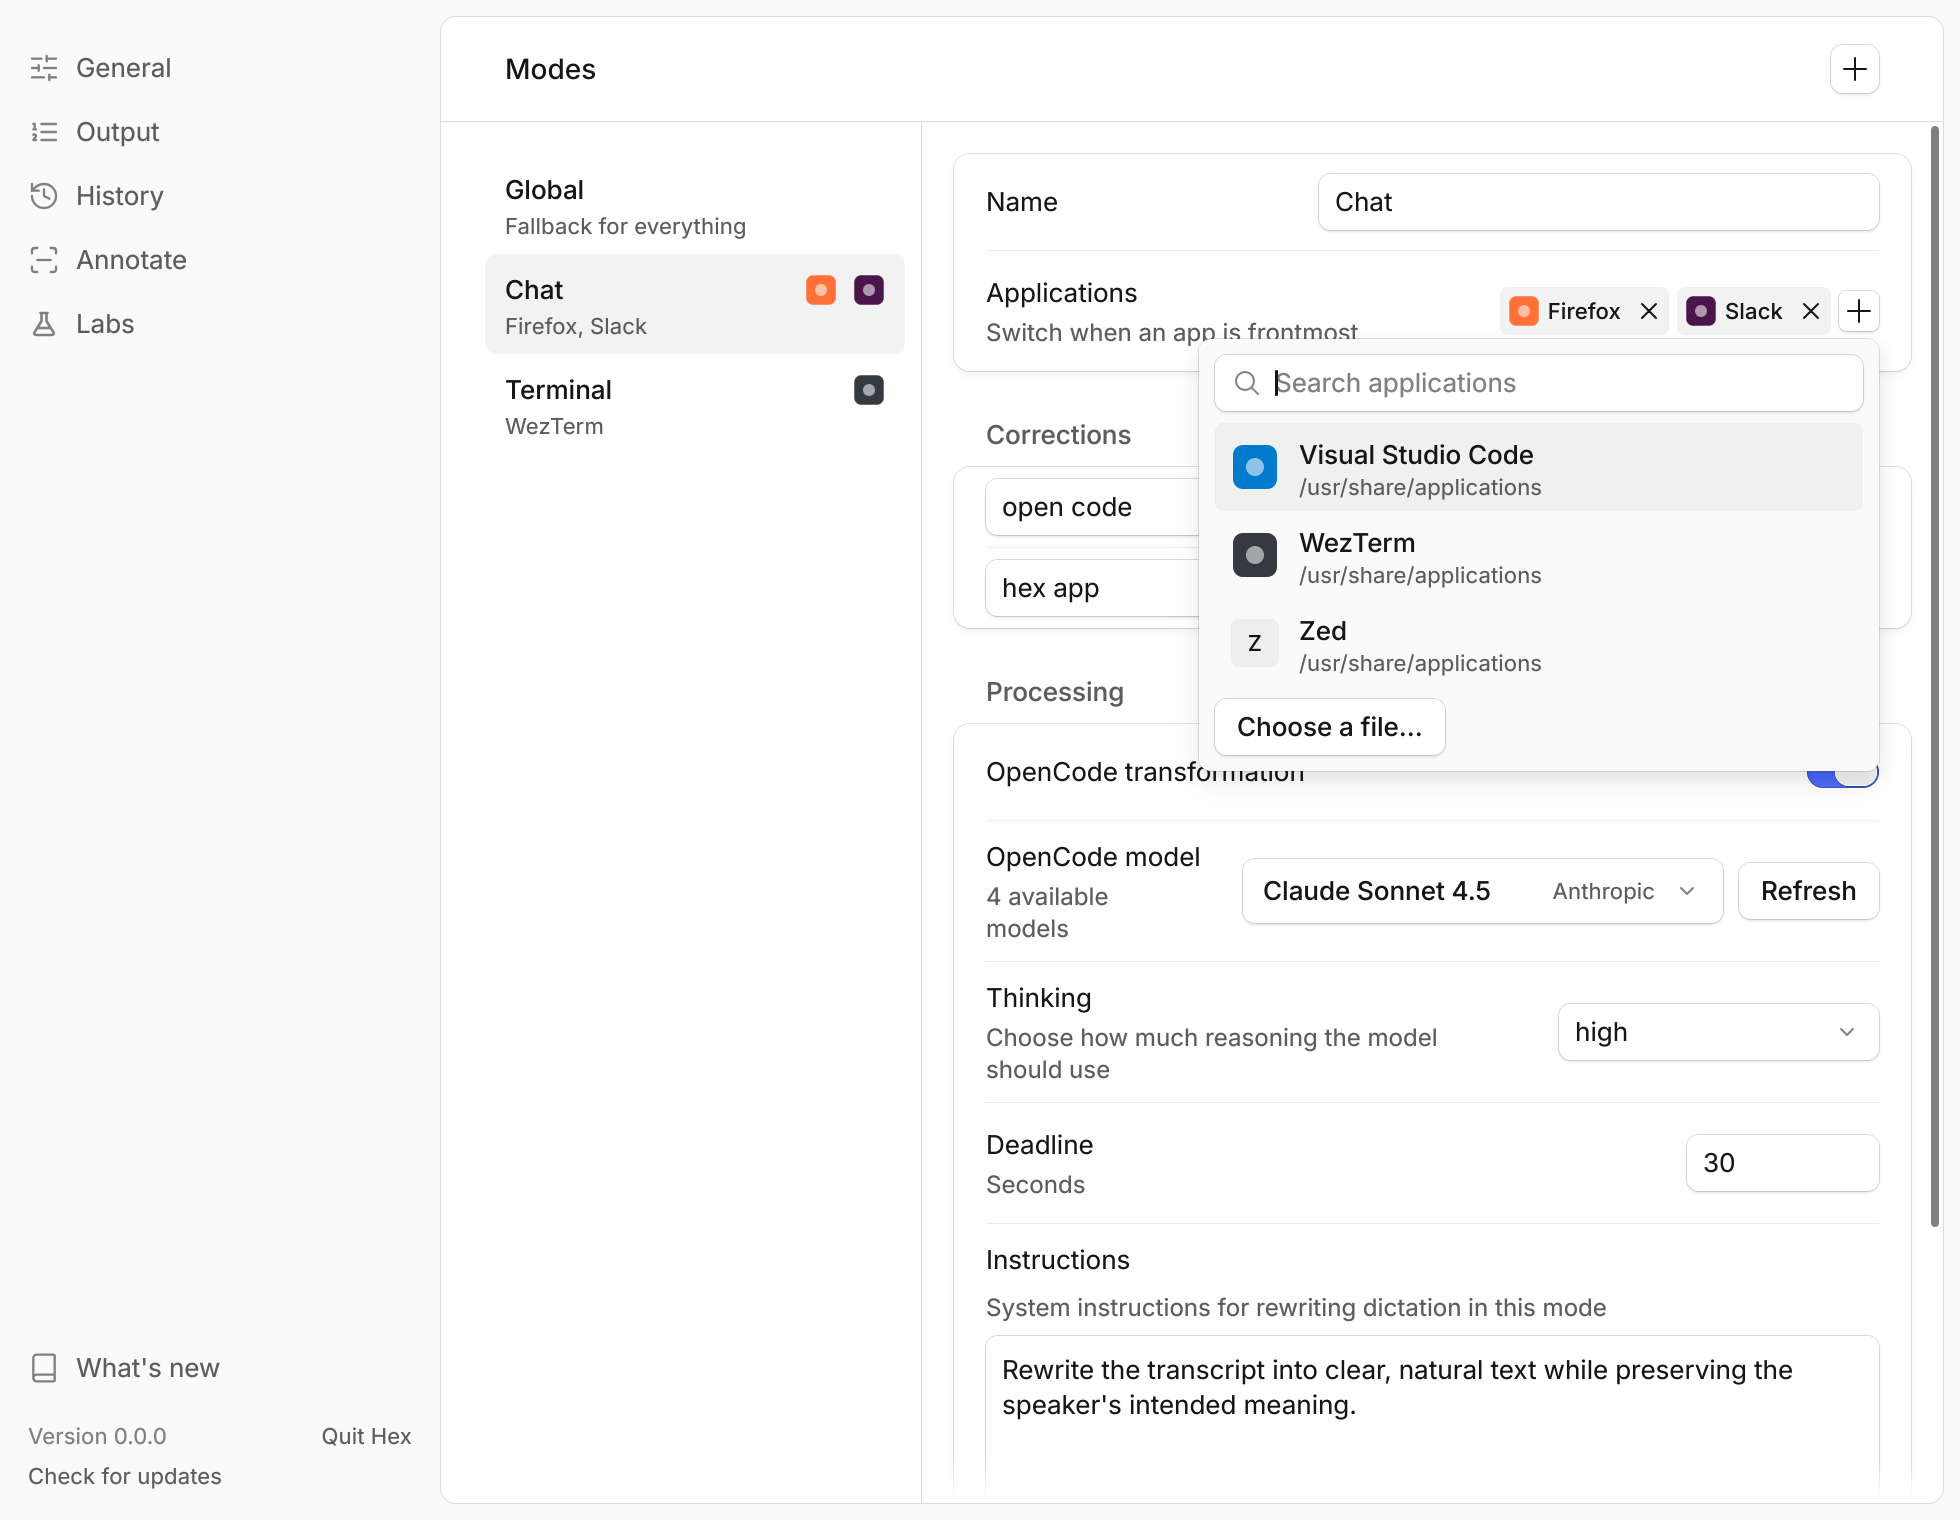 General
Output
History
Annotate
Labs
What's new
Version 0.0.0
Quit Hex
Check for updates
Modes
Global
Fallback for everything
Chat
Firefox, Slack
Terminal
WezTerm
Name
Chat
Applications
Switch when an app is frontmost
Firefox
Slack
Search applications
Visual Studio Code
/usr/share/applications
WezTerm
/usr/share/applications
Z
Zed
/usr/share/applications
Choose a file...
Corrections
open code
hex app
Processing
OpenCode transformation
OpenCode model
4 available
models
Claude Sonnet 4.5
Anthropic
Refresh
Thinking
Choose how much reasoning the model
should use
high
Deadline
Seconds
30
Instructions
System instructions for rewriting dictation in this mode
Rewrite the transcript into clear, natural text while preserving the
speaker's intended meaning.